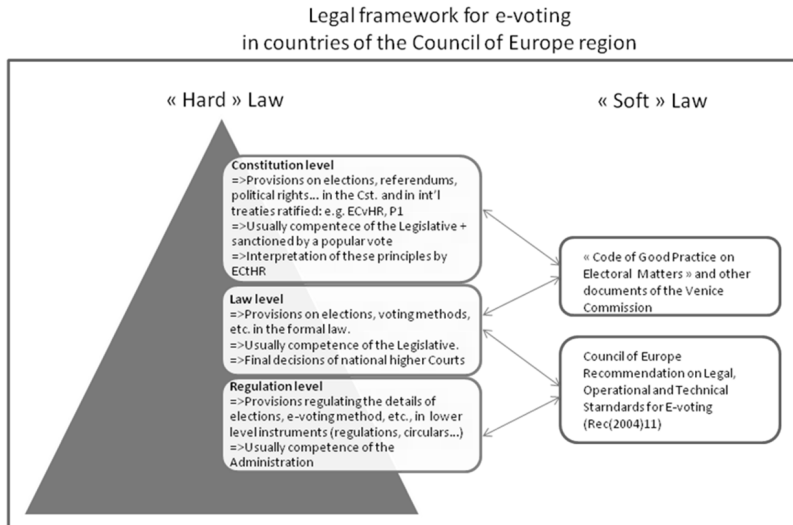 Legal framework for e-voting
in countries of the Council of Europe region
« Hard » Law
« Soft » Law
Constitution level
=>Provisions on elections, referendums,
political rights... in the Cst. and in int'l
treaties ratified: e.g. ECvHR, P1
=>Usually compentece of the Legislative +
sanctioned by a popular vote
=>Interpretation of these principles by
ECtHR
Law level
=>Provisions on elections, voting methods,
etc. in the formal law.
=>Usually competence of the Legislative.
=>Final decisions of national higher Courts
Regulation level
=>Provisions regulating the details of
elections, e-voting method, etc., in lower
level instruments (regulations, circulars...)
=>Usually competence of the
Administration
« Code of Good Practice on
Electoral Matters » and other
documents of the Venice
Commission
Council of Europe
Recommendation on Legal,
Operational and Technical
Starndards for E-voting
(Rec(2004)11)